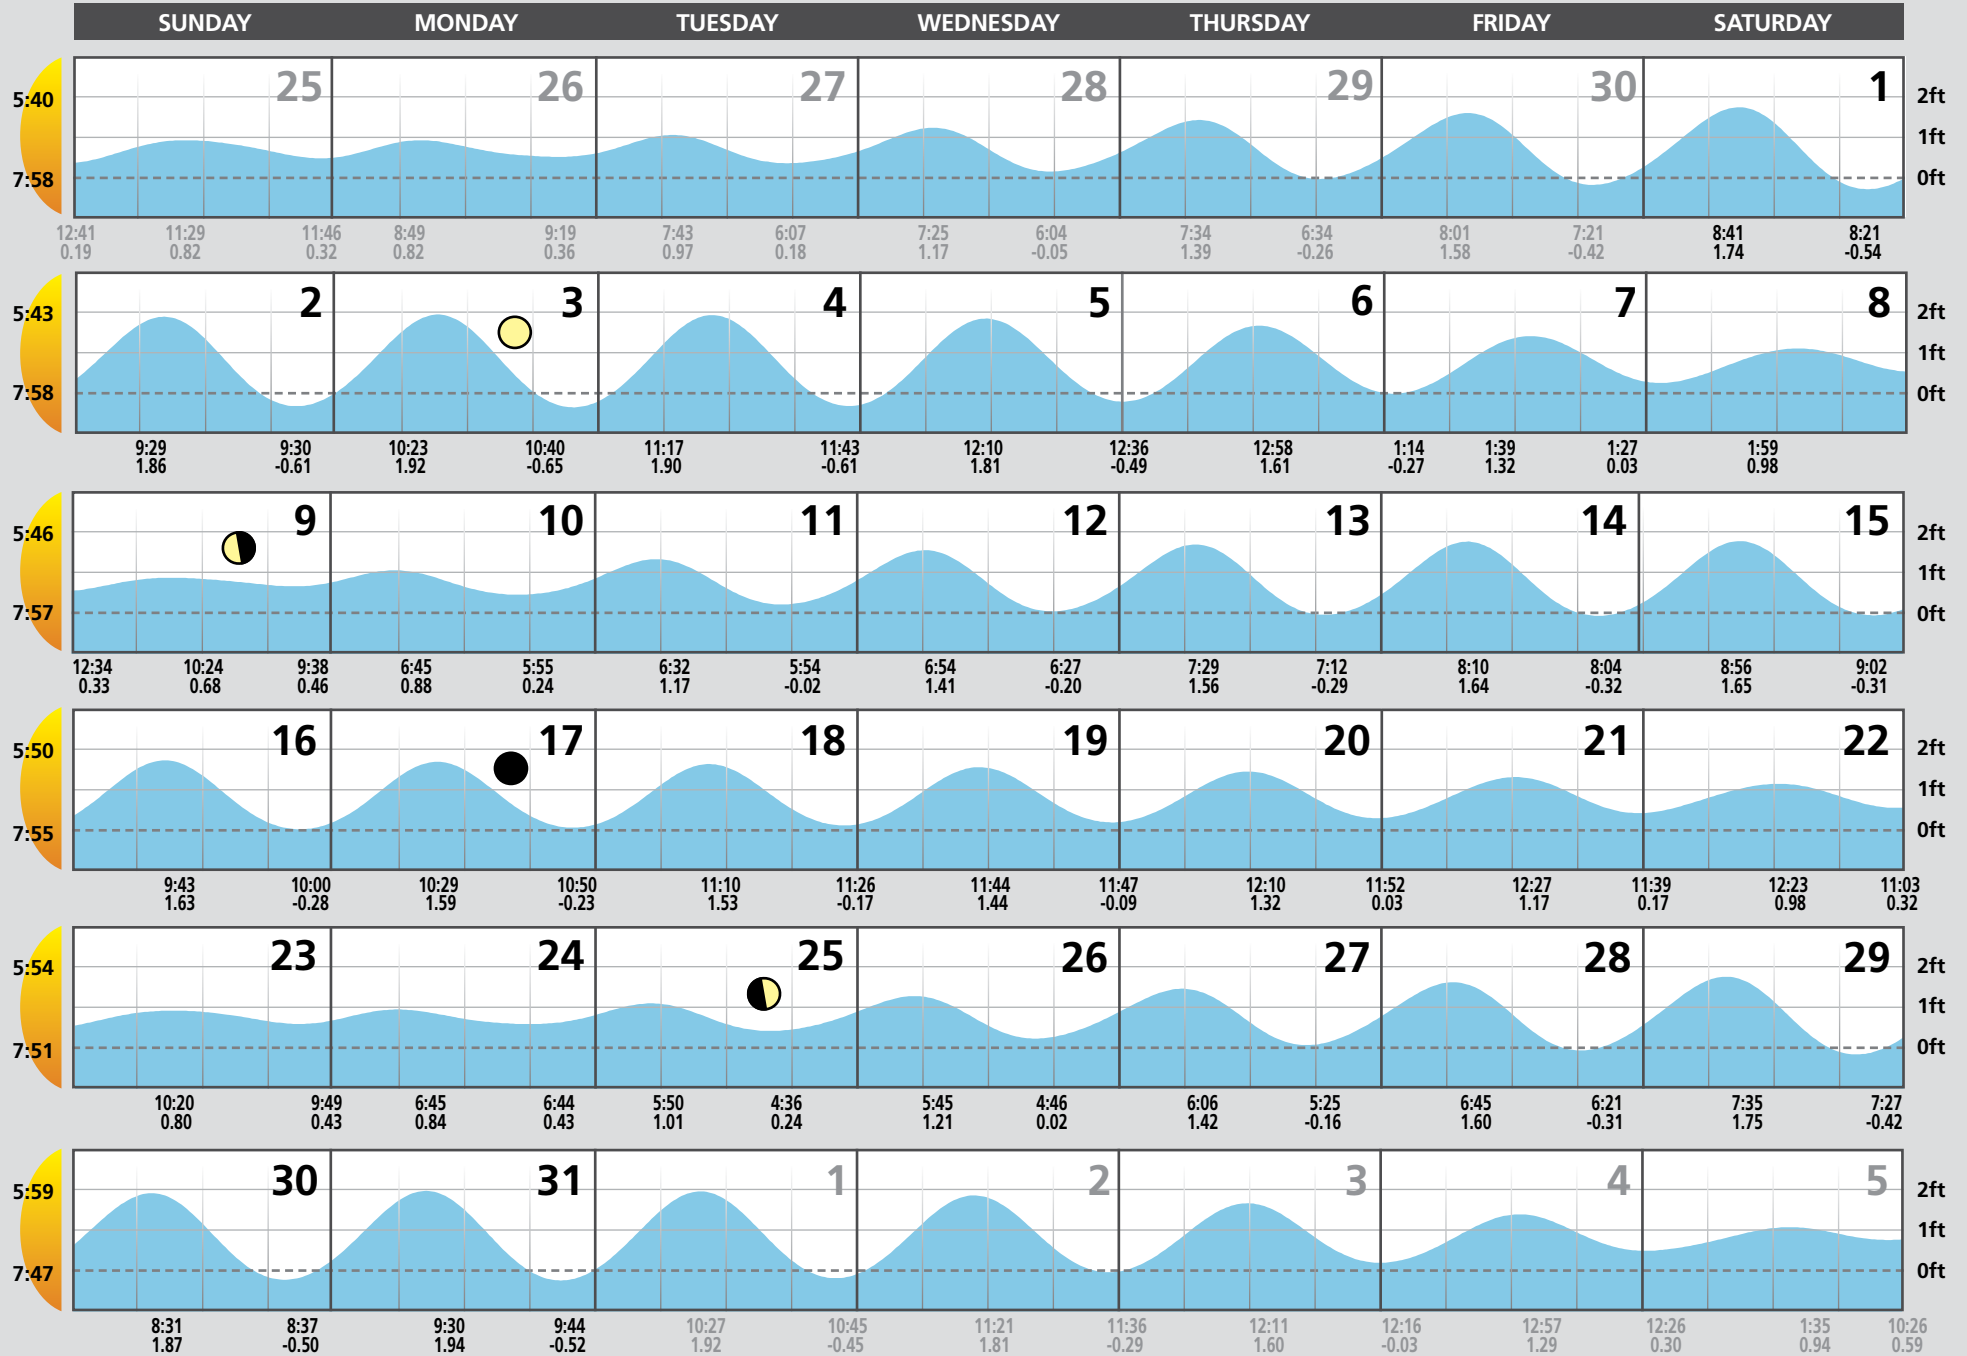 SUNDAY MONDAY TUESDAY WEDNESDAY THURSDAY FRIDAY SATURDAY
25 26 27 28 29 30 1
5:40 2ft
1ft
7:58 0ft
12:41 11:29 11:46 8:49 9:19 7:43 6:07 7:25 6:04 7:34 6:34 8:01 7:21 8:41 8:21
0.19 0.82 0.32 0.82 0.36 0.97 0.18 1.17 -0.05 1.39 -0.26 1.58 -0.42 1.74 -0.54
2 3 4 5 6 7 8
5:43 2ft
1ft
7:58 0ft
9:29 9:30 10:23 10:40 11:17 11:43 12:10 12:36 12:58 1:14 1:39 1:27 1:59
1.86 -0.61 1.92 -0.65 1.90 -0.61 1.81 -0.49 1.61 -0.27 1.32 0.03 0.98
9 10 11 12 13 14 15
5:46 2ft
1ft
7:57 0ft
12:34 10:24 9:38 6:45 5:55 6:32 5:54 6:54 6:27 7:29 7:12 8:10 8:04 8:56 9:02
0.33 0.68 0.46 0.88 0.24 1.17 -0.02 1.41 -0.20 1.56 -0.29 1.64 -0.32 1.65 -0.31
16 17 18 19 20 21 22
5:50 2ft
1ft
7:55 0ft
9:43 10:00 10:29 10:50 11:10 11:26 11:44 11:47 12:10 11:52 12:27 11:39 12:23 11:03
1.63 -0.28 1.59 -0.23 1.53 -0.17 1.44 -0.09 1.32 0.03 1.17 0.17 0.98 0.32
23 24 25 26 27 28 29
5:54 2ft
1ft
7:51 0ft
10:20 9:49 6:45 6:44 5:50 4:36 5:45 4:46 6:06 5:25 6:45 6:21 7:35 7:27
0.80 0.43 0.84 0.43 1.01 0.24 1.21 0.02 1.42 -0.16 1.60 -0.31 1.75 -0.42
30 31 1 2 3 4 5
5:59 2ft
1ft
7:47 0ft
8:31 8:37 9:30 9:44 10:27 10:45 11:21 11:36 12:11 12:16 12:57 12:26 1:35 10:26
1.87 -0.50 1.94 -0.52 1.92 -0.45 1.81 -0.29 1.60 -0.03 1.29 0.30 0.94 0.59